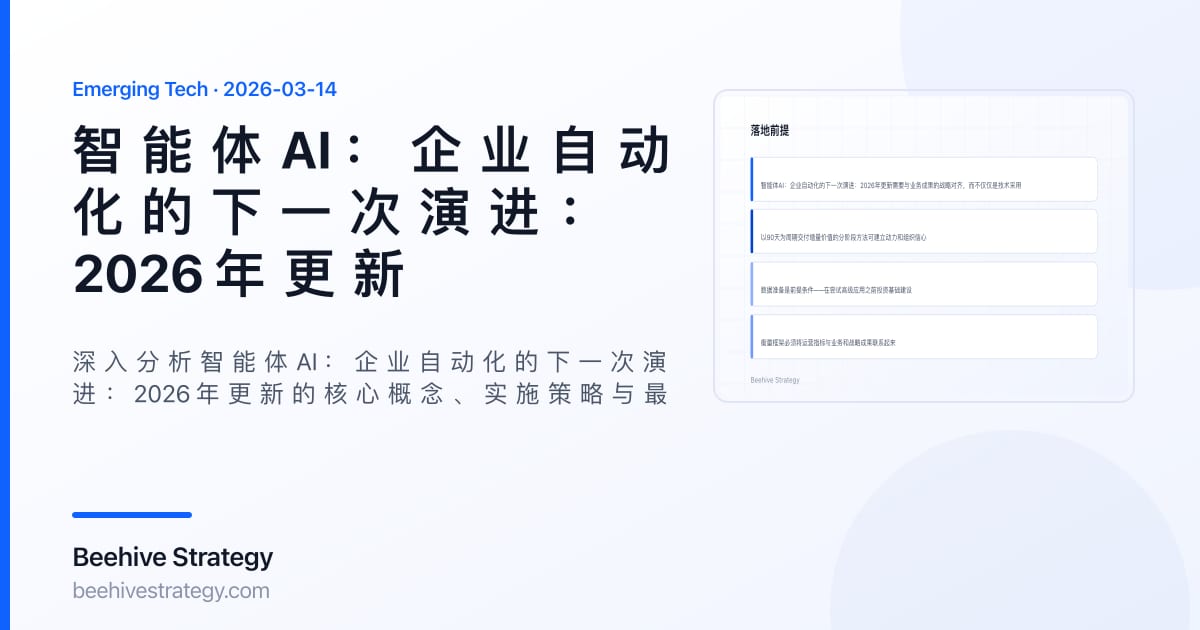 Emerging Tech · 2026-03-14
智能体AI：企业自动
化的下一次演进：
2026年更新
深入分析智能体AI：企业自动化的下一次演
进：2026年更新的核心概念、实施策略与最
Beehive Strategy
beehivestrategy.com
落地前提
智能体AI：企业自动化的下一次演进：2026年更新需要与业务成果的战略对齐，而不仅仅是技术采用
以90天为周期交付增量价值的分阶段方法可建立动力和组织信心
数据准备是前提条件——在尝试高级应用之前投资基础建设
衡量框架必须将运营指标与业务和战略成果联系起来
Beehive Strategy